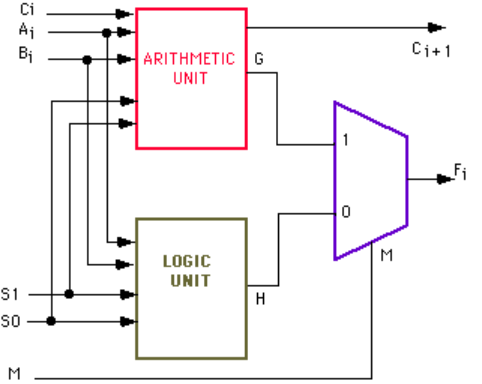 Ci
Ai
Bi
ARITHMETIC
UNIT
G
Ci+1
1
0
Fi
M
LOGIC
UNIT
H
S1
S0
M